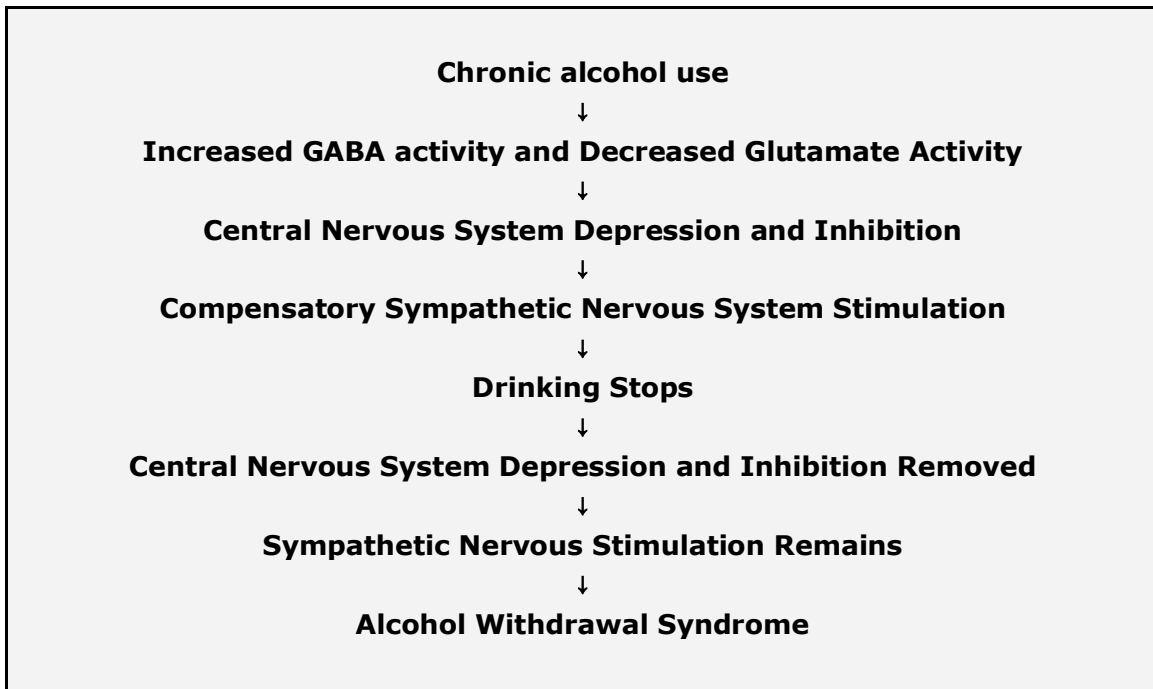 Chronic alcohol use
↓
Increased GABA activity and Decreased Glutamate Activity
↓
Central Nervous System Depression and Inhibition
↓
Compensatory Sympathetic Nervous System Stimulation
↓
Drinking Stops
↓
Central Nervous System Depression and Inhibition Removed
↓
Sympathetic Nervous Stimulation Remains
↓
Alcohol Withdrawal Syndrome